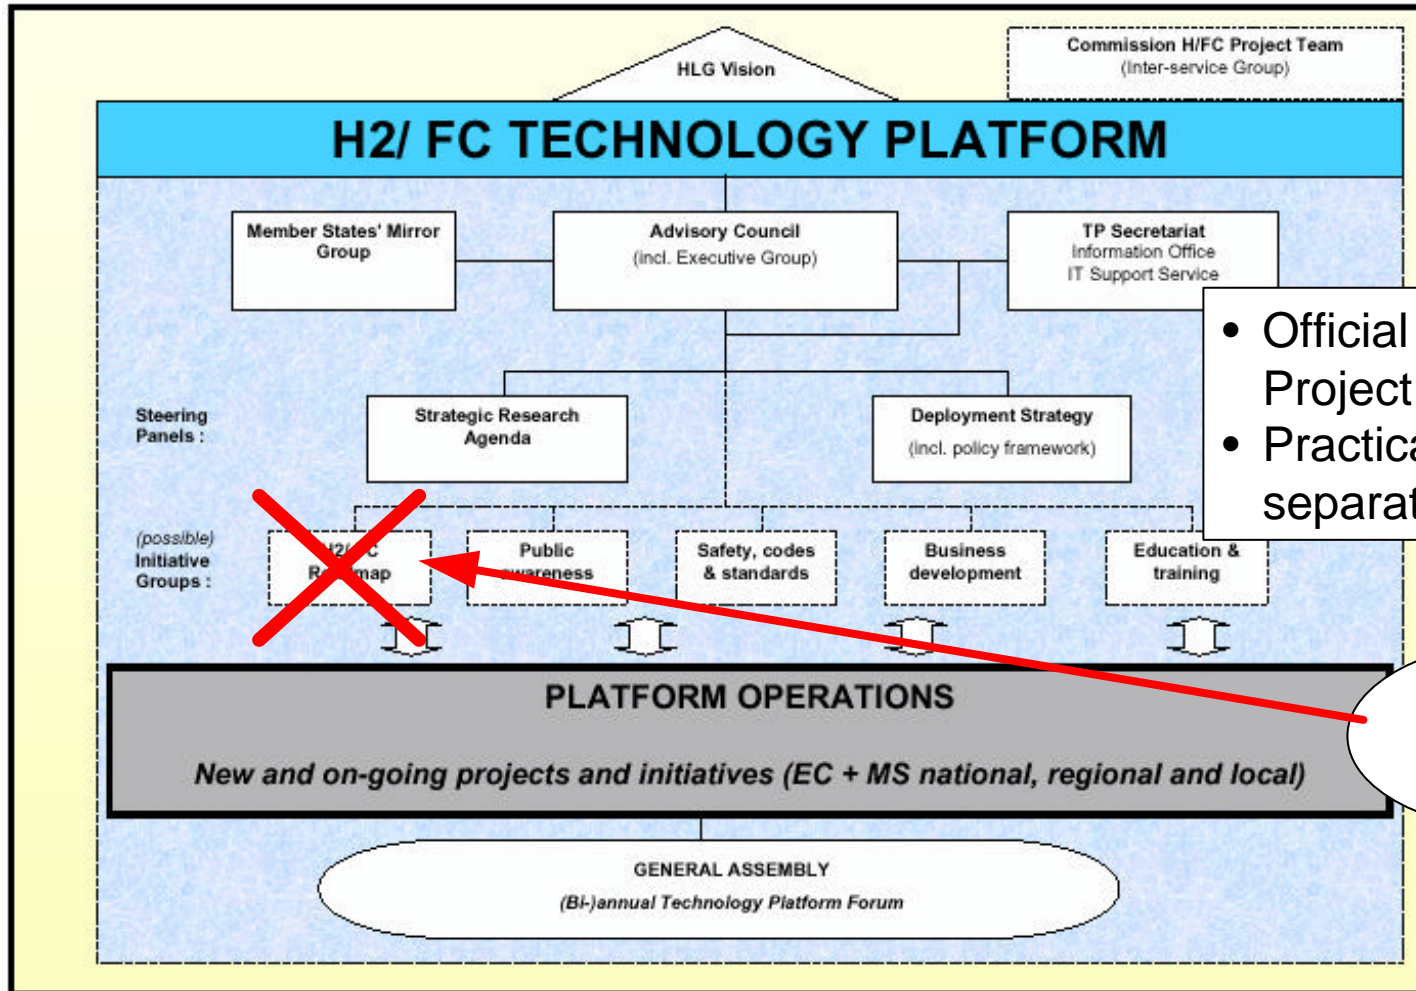 HLG Vision
Commission H/FC Project Team
(Inter-service Group)
H2/ FC TECHNOLOGY PLATFORM
Member States' Mirror
Group
Advisory Council
(incl. Executive Group)
TP Secretariat
Information Office
IT Support Service
• Official
Project
• Practica
separat
Steering
Panels :
Strategic Research
Agenda
Deployment Strategy
(incl. policy framework)
(possible)
Initiative
Groups :
Public
awareness
Safety, codes
& standards
Business
development
Education &
training
PLATFORM OPERATIONS
New and on-going projects and initiatives (EC + MS national, regional and local)
GENERAL ASSEMBLY
(Bi-)annual Technology Platform Forum